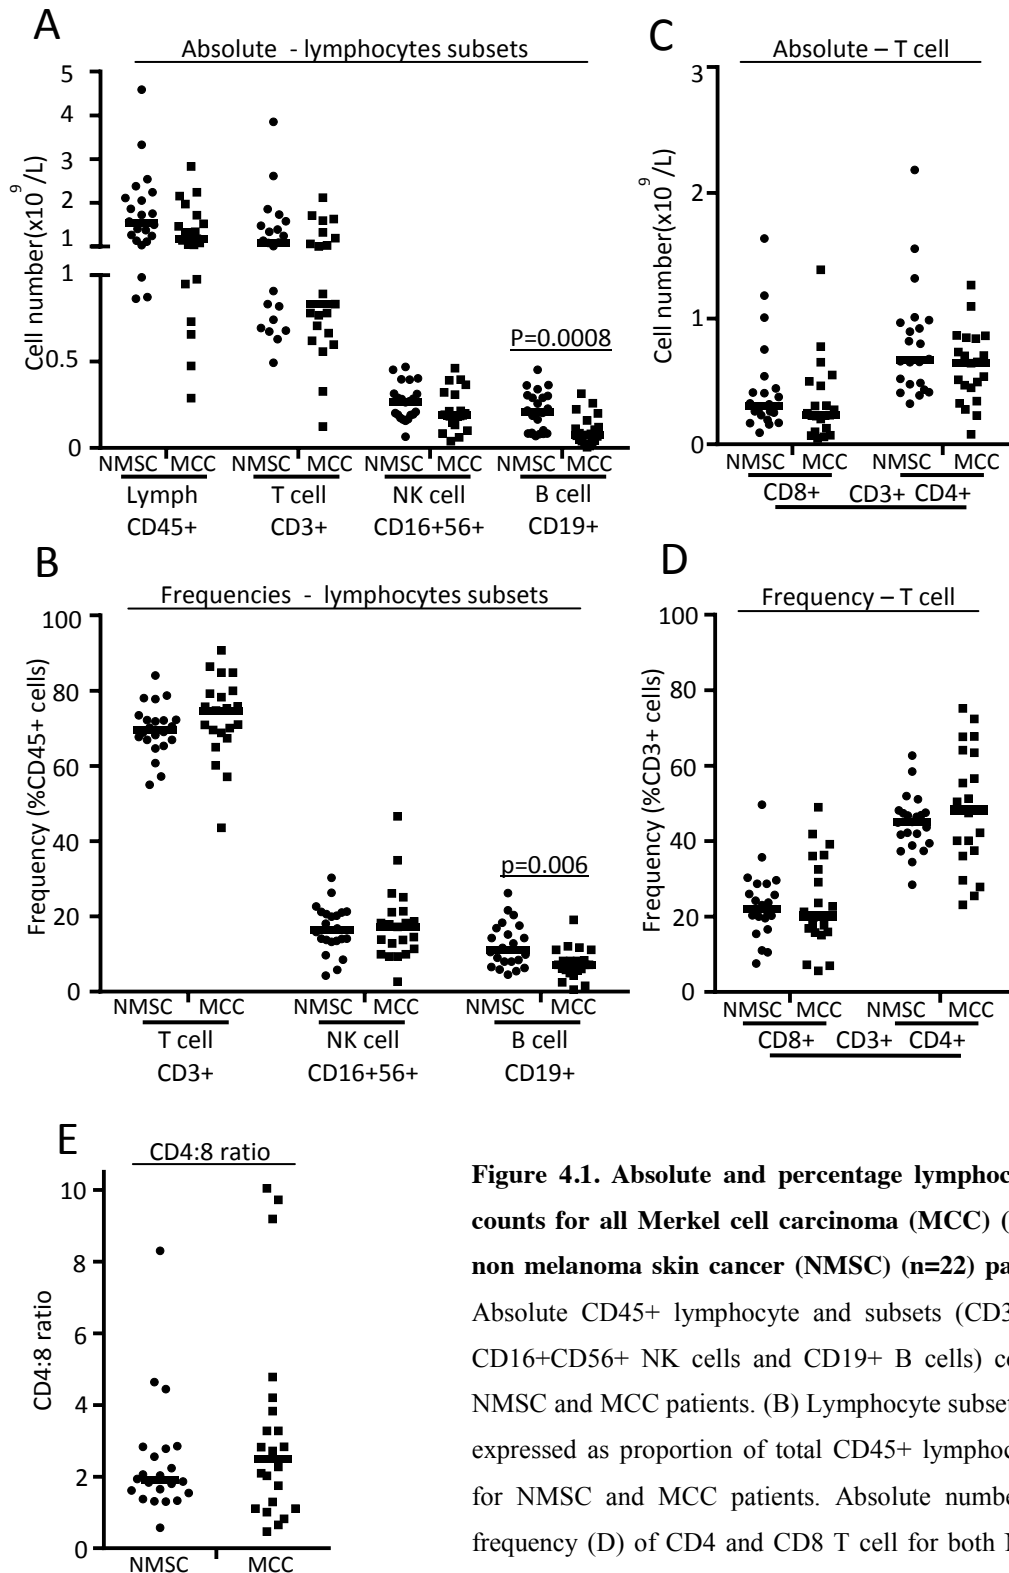 A
Absolute - lymphocytes subsets
Cell number(x10 9 /L)
5
4
3
2
1
1
0.5
0
P=0.0008
NMSC MCC NMSC MCC NMSC MCC NMSC MCC
Lymph T cell NK cell B cell
CD45+ CD3+ CD16+56+ CD19+
C
Absolute – T cell
Cell number(x10 9 /L)
3
2
1
0
NMSC MCC NMSC MCC
CD8+ CD3+ CD4+
B
Frequencies - lymphocytes subsets
Frequency (%CD45+ cells)
100
80
60
40
20
0
p=0.006
NMSC MCC NMSC MCC NMSC MCC
T cell NK cell B cell
CD3+ CD16+56+ CD19+
D
Frequency – T cell
Frequency (%CD3+ cells)
100
80
60
40
20
0
NMSC MCC NMSC MCC
CD8+ CD3+ CD4+
E
CD4:8 ratio
CD4:8 ratio
10
8
6
4
2
0
NMSC MCC
Figure 4.1. Absolute and percentage lymphoc
counts for all Merkel cell carcinoma (MCC) (
non melanoma skin cancer (NMSC) (n=22) pa
Absolute CD45+ lymphocyte and subsets (CD3
CD16+CD56+ NK cells and CD19+ B cells) ce
NMSC and MCC patients. (B) Lymphocyte subset
expressed as proportion of total CD45+ lymphoc
for NMSC and MCC patients. Absolute numbe
frequency (D) of CD4 and CD8 T cell for both N